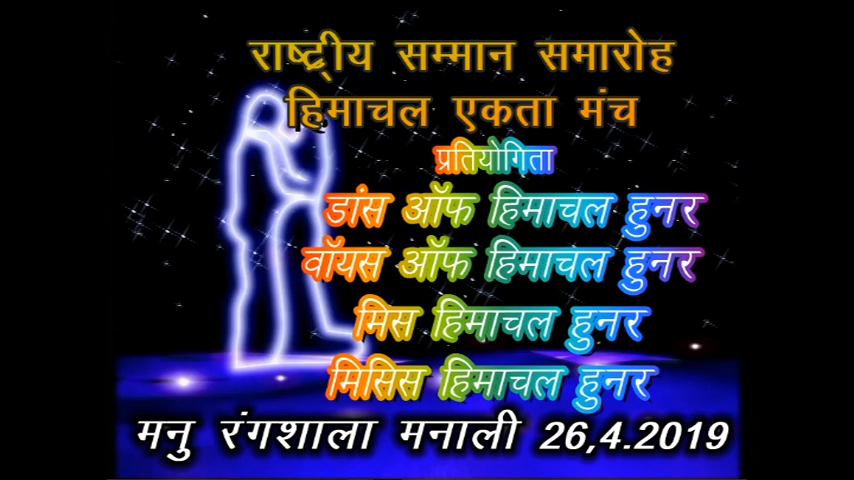 राष्ट्रीय सम्मान समारोह
हिमाचल एकता मंच
प्रतियोगिता
डांस ऑफ हिमाचल हुनर
वॉयस ऑफ हिमाचल हुनर
मिस हिमाचल हुनर
मिसिस हिमाचल हुनर
मनु रंगशाला मनाली 26,4.2019